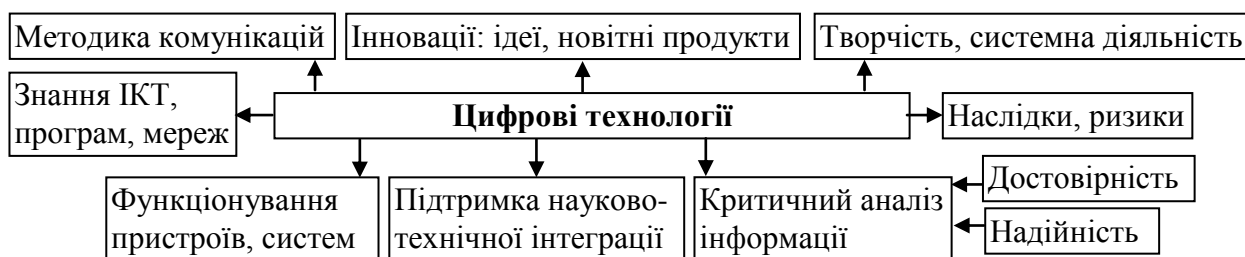 Методика комунікацій
Інновації: ідеї, новітні продукти
Творчість, системна діяльність
Знання ІКТ,
програм, мереж
Цифрові технології
Наслідки, ризики
Функціонування
пристроїв, систем
Підтримка науково-
технічної інтеграції
Критичний аналіз
інформації
Достовірність
Надійність